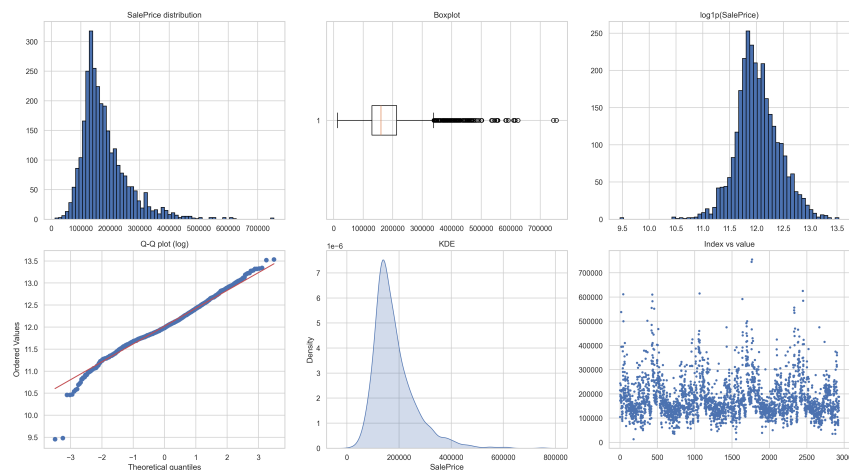 SalePrice distribution
300
250
200
150
100
50
0
0 100000 200000 300000 400000 500000 600000 700000
Boxplot
1
0 100000 200000 300000 400000 500000 600000 700000
log1p(SalePrice)
250
200
150
100
50
0
9.5 10.0 10.5 11.0 11.5 12.0 12.5 13.0 13.5
Q-Q plot (log)
Ordered Values
13.5
13.0
12.5
12.0
11.5
11.0
10.5
10.0
9.5
−3 −2 −1 0 1 2 3
Theoretical quantiles
KDE
1e−6
Density
7
6
5
4
3
2
1
0
0 200000 400000 600000 800000
SalePrice
Index vs value
700000
600000
500000
400000
300000
200000
100000
0
0 500 1000 1500 2000 2500 3000